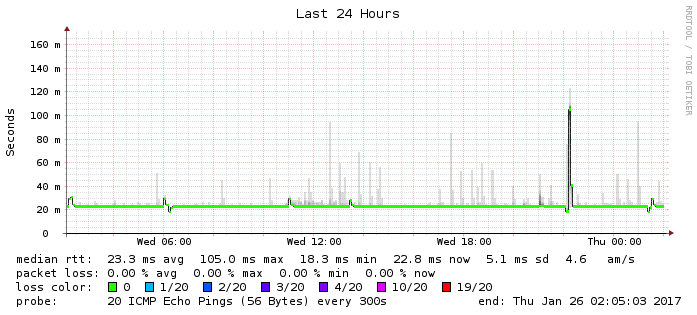 Last 24 Hours
RRDTOOL / TOBI OETIKER
Seconds
160 m
140 m
120 m
100 m
80 m
60 m
40 m
20 m
0
Wed 06:00 Wed 12:00 Wed 18:00 Thu 00:00
median rtt: 23.3 ms avg 105.0 ms max 18.3 ms min 22.8 ms now 5.1 ms sd 4.6 am/s
packet loss: 0.00 % avg 0.00 % max 0.00 % min 0.00 % now
loss color: 0 1/20 2/20 3/20 4/20 10/20 19/20
probe: 20 ICMP Echo Pings (56 Bytes) every 300s end: Thu Jan 26 02:05:03 2017